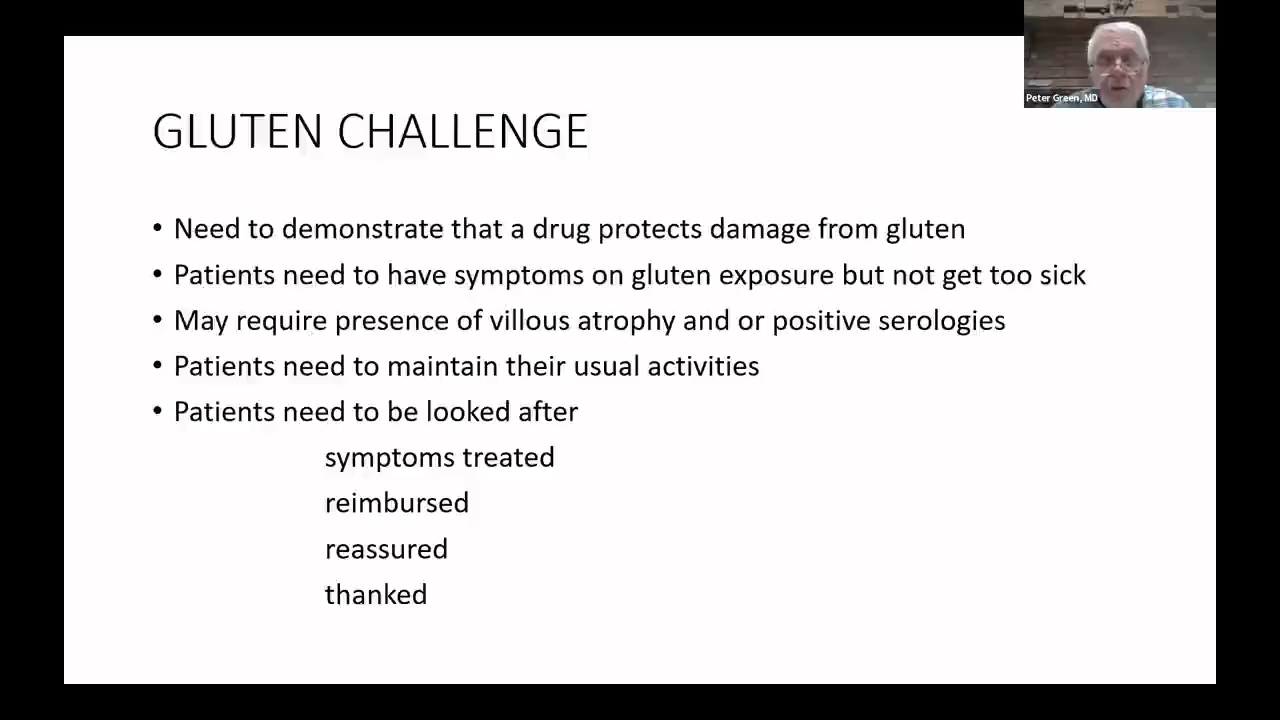 Peter Green, MD
GLUTEN CHALLENGE
• Need to demonstrate that a drug protects damage from gluten
• Patients need to have symptoms on gluten exposure but not get too sick
• May require presence of villous atrophy and or positive serologies
• Patients need to maintain their usual activities
• Patients need to be looked after
symptoms treated
reimbursed
reassured
thanked